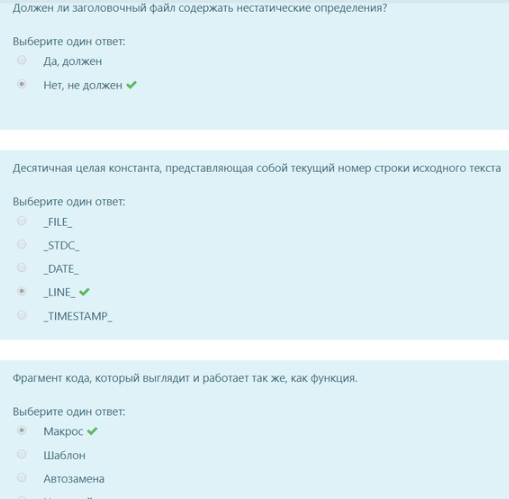 Должен ли заголовочный файл содержать нестатические определения?
Выберите один ответ:
Да, должен
Нет, не должен
Десятичная целая константа, представляющая собой текущий номер строки исходного текста
Выберите один ответ:
_FILE_
_STDC_
_DATE_
_LINE_
_TIMESTAMP_
Фрагмент кода, который выглядит и работает так же, как функция.
Выберите один ответ:
Макрос
Шаблон
Автозамена